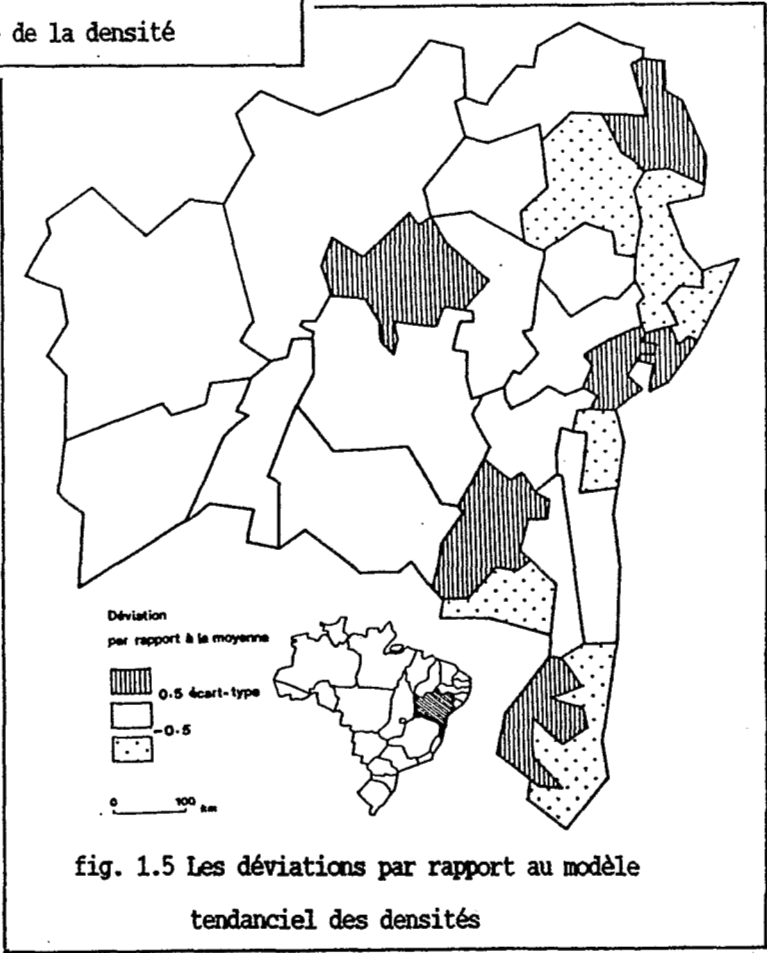 de la densité
Déviation
par rapport à la moyenne
0.5 écart-type
-0.5
0 100 km
fig. 1.5 Les déviations par rapport au modèle
tendanciel des densités